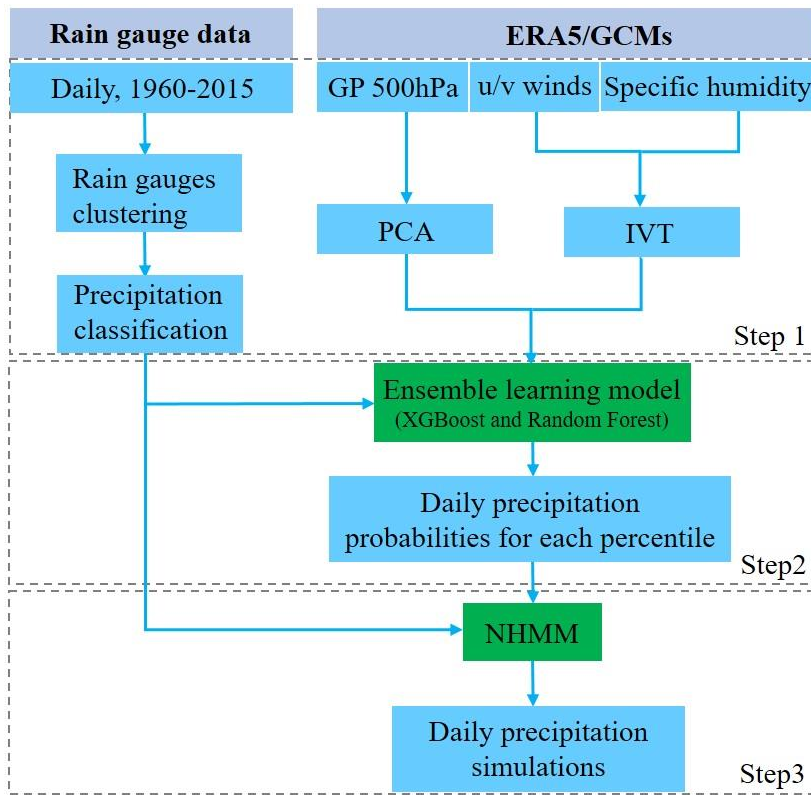 Rain gauge data
ERA5/GCMs
Daily, 1960-2015
GP 500hPa
u/v winds
Specific humidity
Rain gauges
clustering
PCA
IVT
Precipitation
classification
Step 1
Ensemble learning model
(XGBoost and Random Forest)
Daily precipitation
probabilities for each percentile
Step2
NHMM
Daily precipitation
simulations
Step3